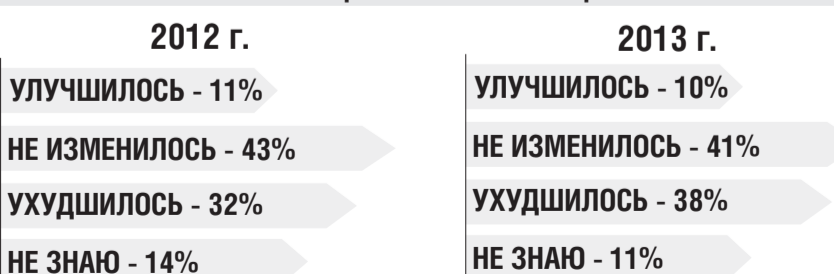 2012 г.
УЛУЧШИЛОСЬ - 11%
НЕ ИЗМЕНИЛОСЬ - 43%
УХУДШИЛОСЬ - 32%
НЕ ЗНАЮ - 14%
2013 г.
УЛУЧШИЛОСЬ - 10%
НЕ ИЗМЕНИЛОСЬ - 41%
УХУДШИЛОСЬ - 38%
НЕ ЗНАЮ - 11%